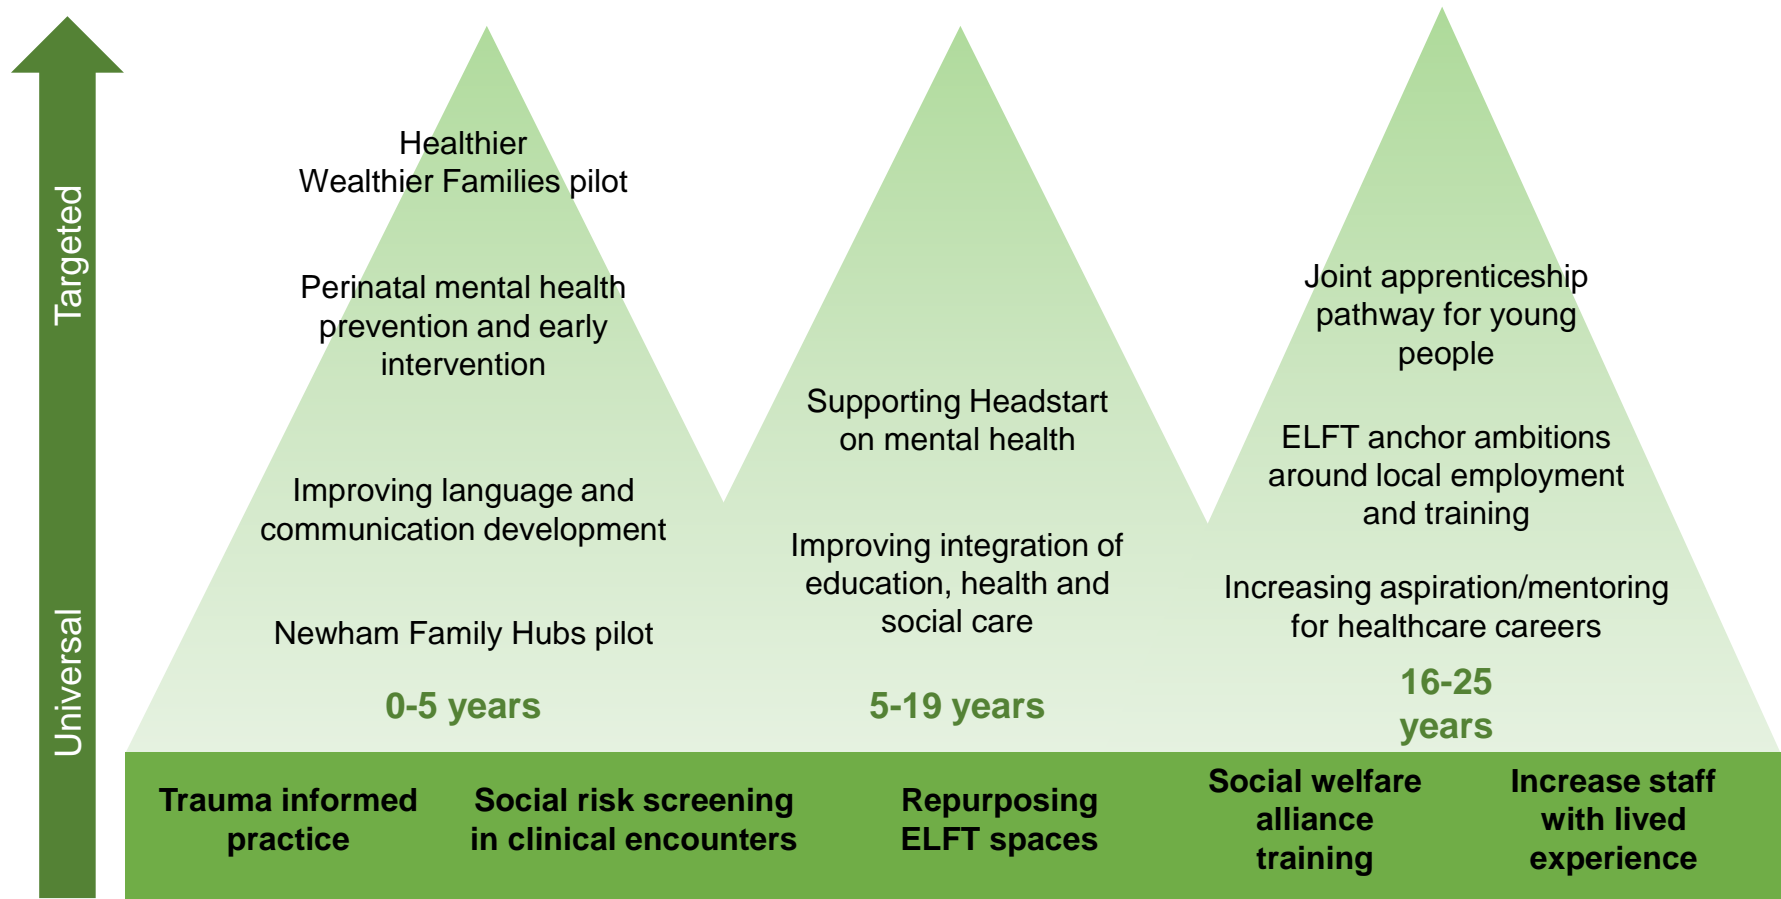 Targeted
Universal
Healthier
Wealthier Families pilot
Perinatal mental health
prevention and early
intervention
Improving language and
communication development
Newham Family Hubs pilot
0-5 years
Supporting Headstart
on mental health
Improving integration of
education, health and
social care
5-19 years
Joint apprenticeship
pathway for young
people
ELFT anchor ambitions
around local employment
and training
Increasing aspiration/mentoring
for healthcare careers
16-25
years
Trauma informed
practice
Social risk screening
in clinical encounters
Repurposing
ELFT spaces
Social welfare
alliance
training
Increase staff
with lived
experience